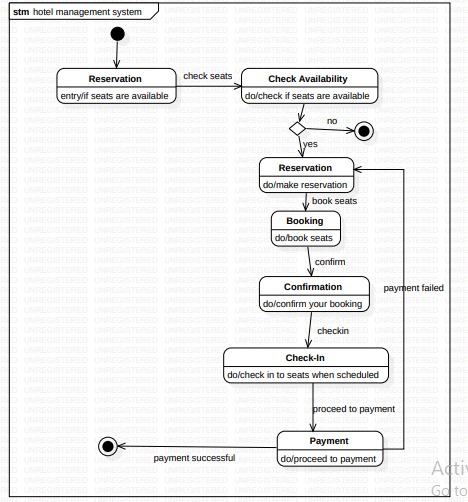 stm hotel management system
Reservation
entry/if seats are available
check seats
Check Availability
do/check if seats are available
no
yes
Reservation
do/make reservation
book seats
Booking
do/book seats
confirm
Confirmation
do/confirm your booking
payment failed
checkin
Check-In
do/check in to seats when scheduled
proceed to payment
Payment
do/proceed to payment
payment successful
Go to